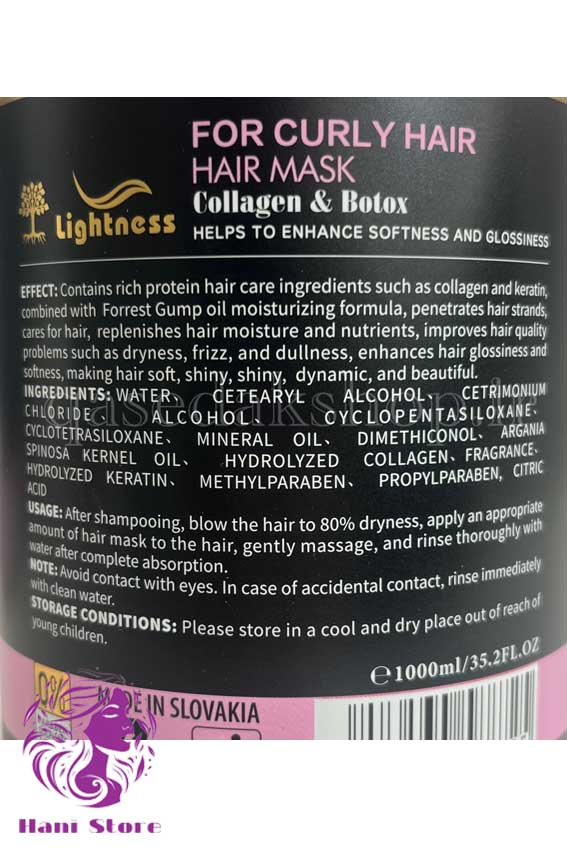 FOR CURLY HAIR
HAIR MASK
Collagen & Botox
Lightness
HELPS TO ENHANCE SOFTNESS AND GLOSSINESS
EFFECT: Contains rich protein hair care ingredients such as collagen and keratin,
combined with Forrest Gump oil moisturizing formula, penetrates hair strands,
cares for hair, replenishes hair moisture and nutrients, improves hair quality
problems such as dryness, frizz, and dullness, enhances hair glossiness and
softness, making hair soft, shiny, shiny, dynamic, and beautiful.
INGREDIENTS: WATER、 CETEARYL ALCOHOL、 CETRIMONIUM
CHLORIDE、 ALCOHOL、 CYCLOPENTASILOXANE、
CYCLOTETRASILOXANE、 MINERAL OIL、 DIMETHICONOL、 ARGANIA
SPINOSA KERNEL OIL、 HYDROLYZED COLLAGEN、 FRAGRANCE、
HYDROLYZED KERATIN、 METHYLPARABEN、 PROPYLPARABEN, CITRIC
ACID
USAGE: After shampooing, blow the hair to 80% dryness, apply an appropriate
amount of hair mask to the hair, gently massage, and rinse thoroughly with
water after complete absorption.
NOTE: Avoid contact with eyes. In case of accidental contact, rinse immediately
with clean water.
STORAGE CONDITIONS: Please store in a cool and dry place out of reach of
young children.
℮1000ml/35.2FL.OZ
MADE IN SLOVAKIA
qasedakshop.ir
Hani Store